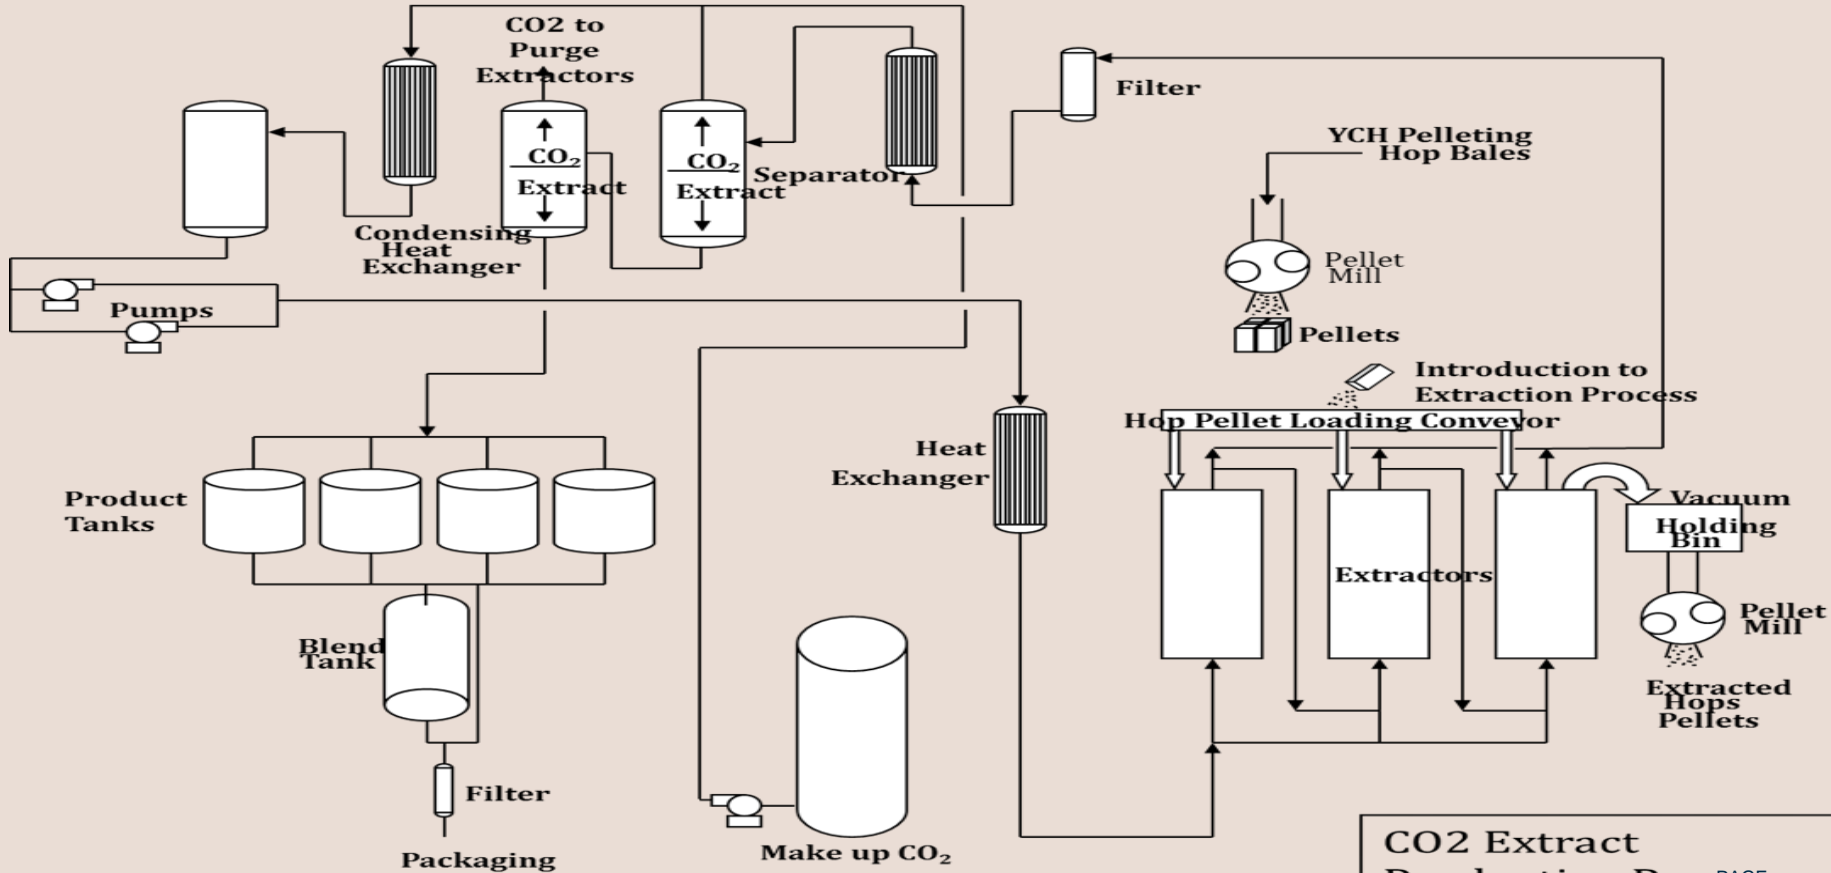 CO2 to
Purge
Extractors
Filter
YCH Pelleting
Hop Bales
CO₂
Extract
CO₂
Extract
Separator
Condensing
Heat
Exchanger
Pellet
Mill
Pumps
Pellets
Introduction to
Extraction Process
Hop Pellet Loading Conveyor
Heat
Exchanger
Product
Tanks
Vacuum
Holding
Bin
Extractors
Pellet
Mill
Blend
Tank
Extracted
Hops
Pellets
Filter
Packaging
Make up CO₂
CO2 Extract